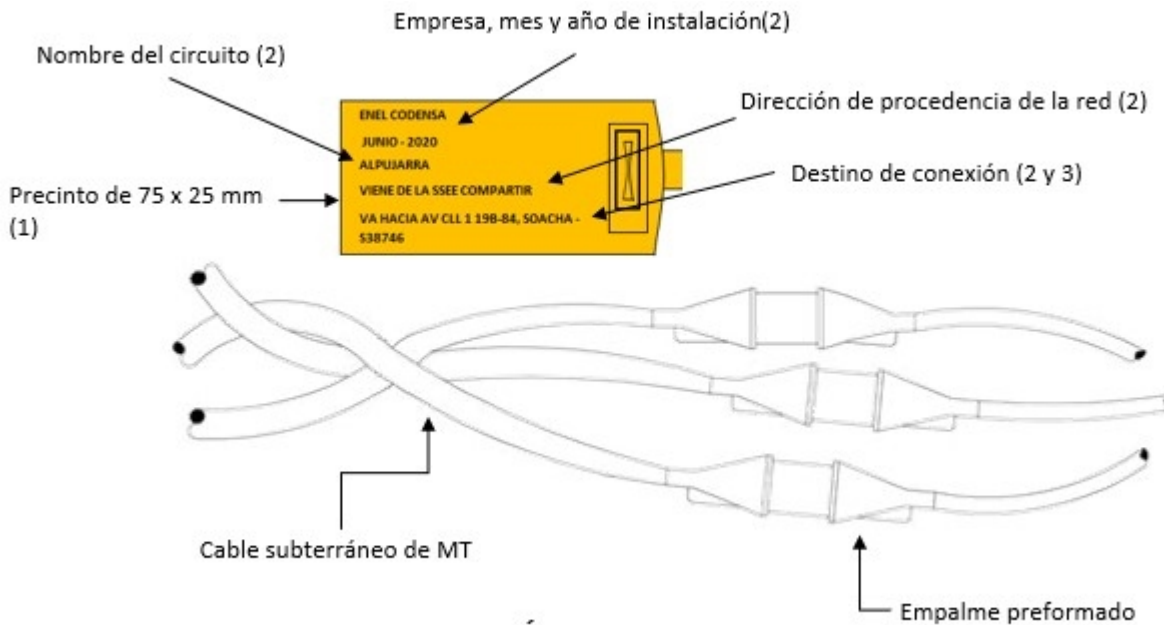 Empresa, mes y año de instalación(2)
Nombre del circuito (2)
Dirección de procedencia de la red (2)
Destino de conexión (2 y 3)
Precinto de 75 x 25 mm
(1)
ENEL CODENSA
JUNIO - 2020
ALPUJARRA
VIENE DE LA SSEE COMPARTIR
VA HACIA AV CLL 1 19B-84, SOACHA -
S38746
Cable subterráneo de MT
Empalme preformado